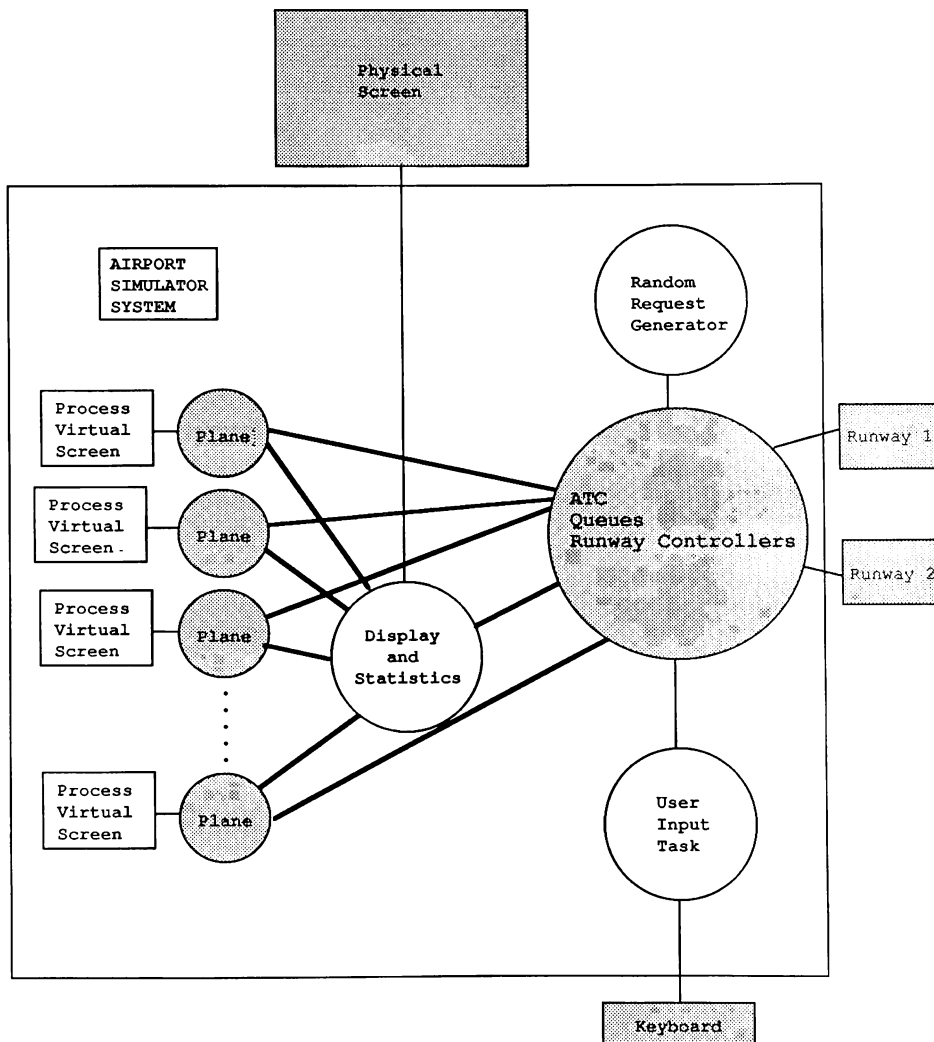 Physical
Screen
AIRPORT
SIMULATOR
SYSTEM
Random
Request
Generator
Process
Virtual
Screen
Plane
Runway 1
ATC
Queues
Runway Controllers
Process
Virtual
Screen
Plane
Runway 2
Process
Virtual
Screen
Plane
Display
and
Statistics
Process
Virtual
Screen
Plane
User
Input
Task
Keyboard